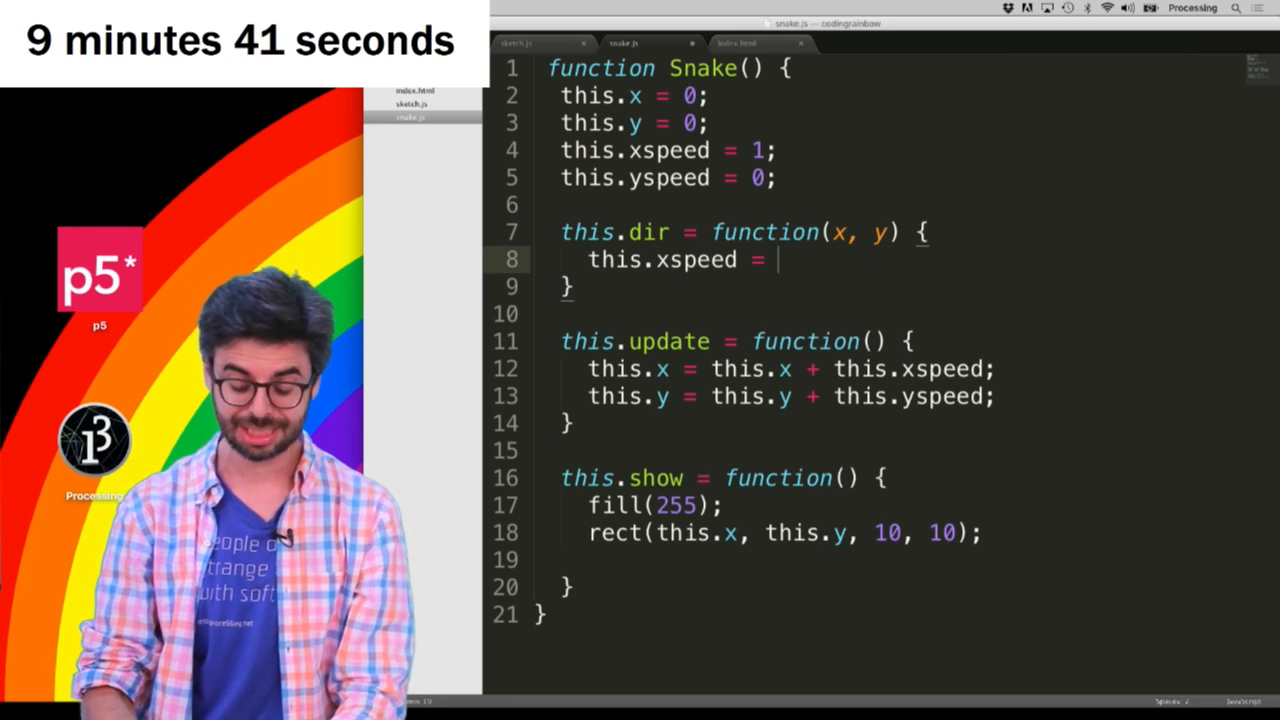 9 minutes 41 seconds
Processing
snake.js — codingrainbow
sketch.js
snake.js
index.html
index.html
sketch.js
snake.js
p5*
p5
Processing
eople o
trange
with soft
1 function Snake() {
2 this.x = 0;
3 this.y = 0;
4 this.xspeed = 1;
5 this.yspeed = 0;
6
7 this.dir = function(x, y) {
8 this.xspeed =
9 }
10
11 this.update = function() {
12 this.x = this.x + this.xspeed;
13 this.y = this.y + this.yspeed;
14 }
15
16 this.show = function() {
17 fill(255);
18 rect(this.x, this.y, 10, 10);
19
20 }
21 }
Spaces: 2
JavaScript